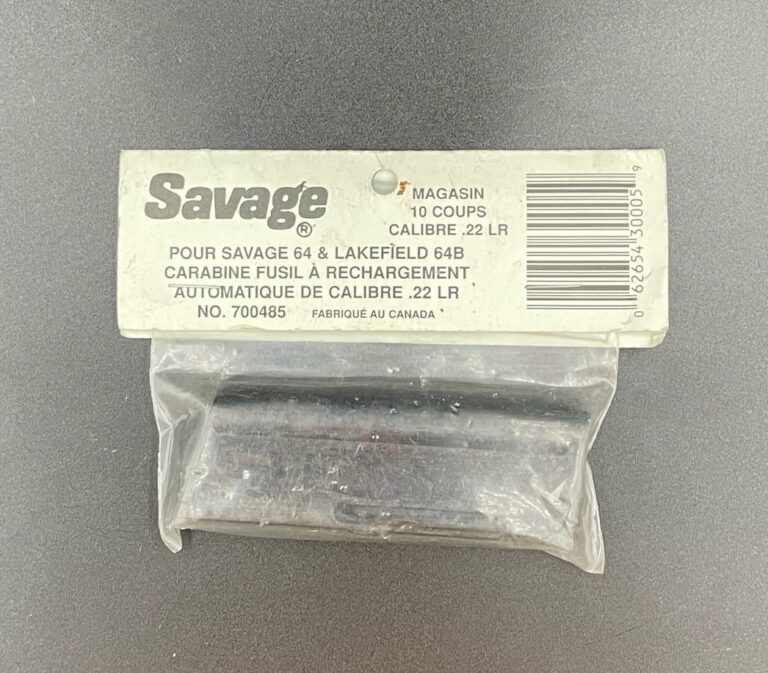 Savage
®
MAGASIN
10 COUPS
CALIBRE .22 LR
POUR SAVAGE 64 & LAKEFIELD 64B
CARABINE FUSIL À RECHARGEMENT
AUTOMATIQUE DE CALIBRE .22 LR
NO. 700485 FABRIQUÉ AU CANADA
0 62654 30005 9